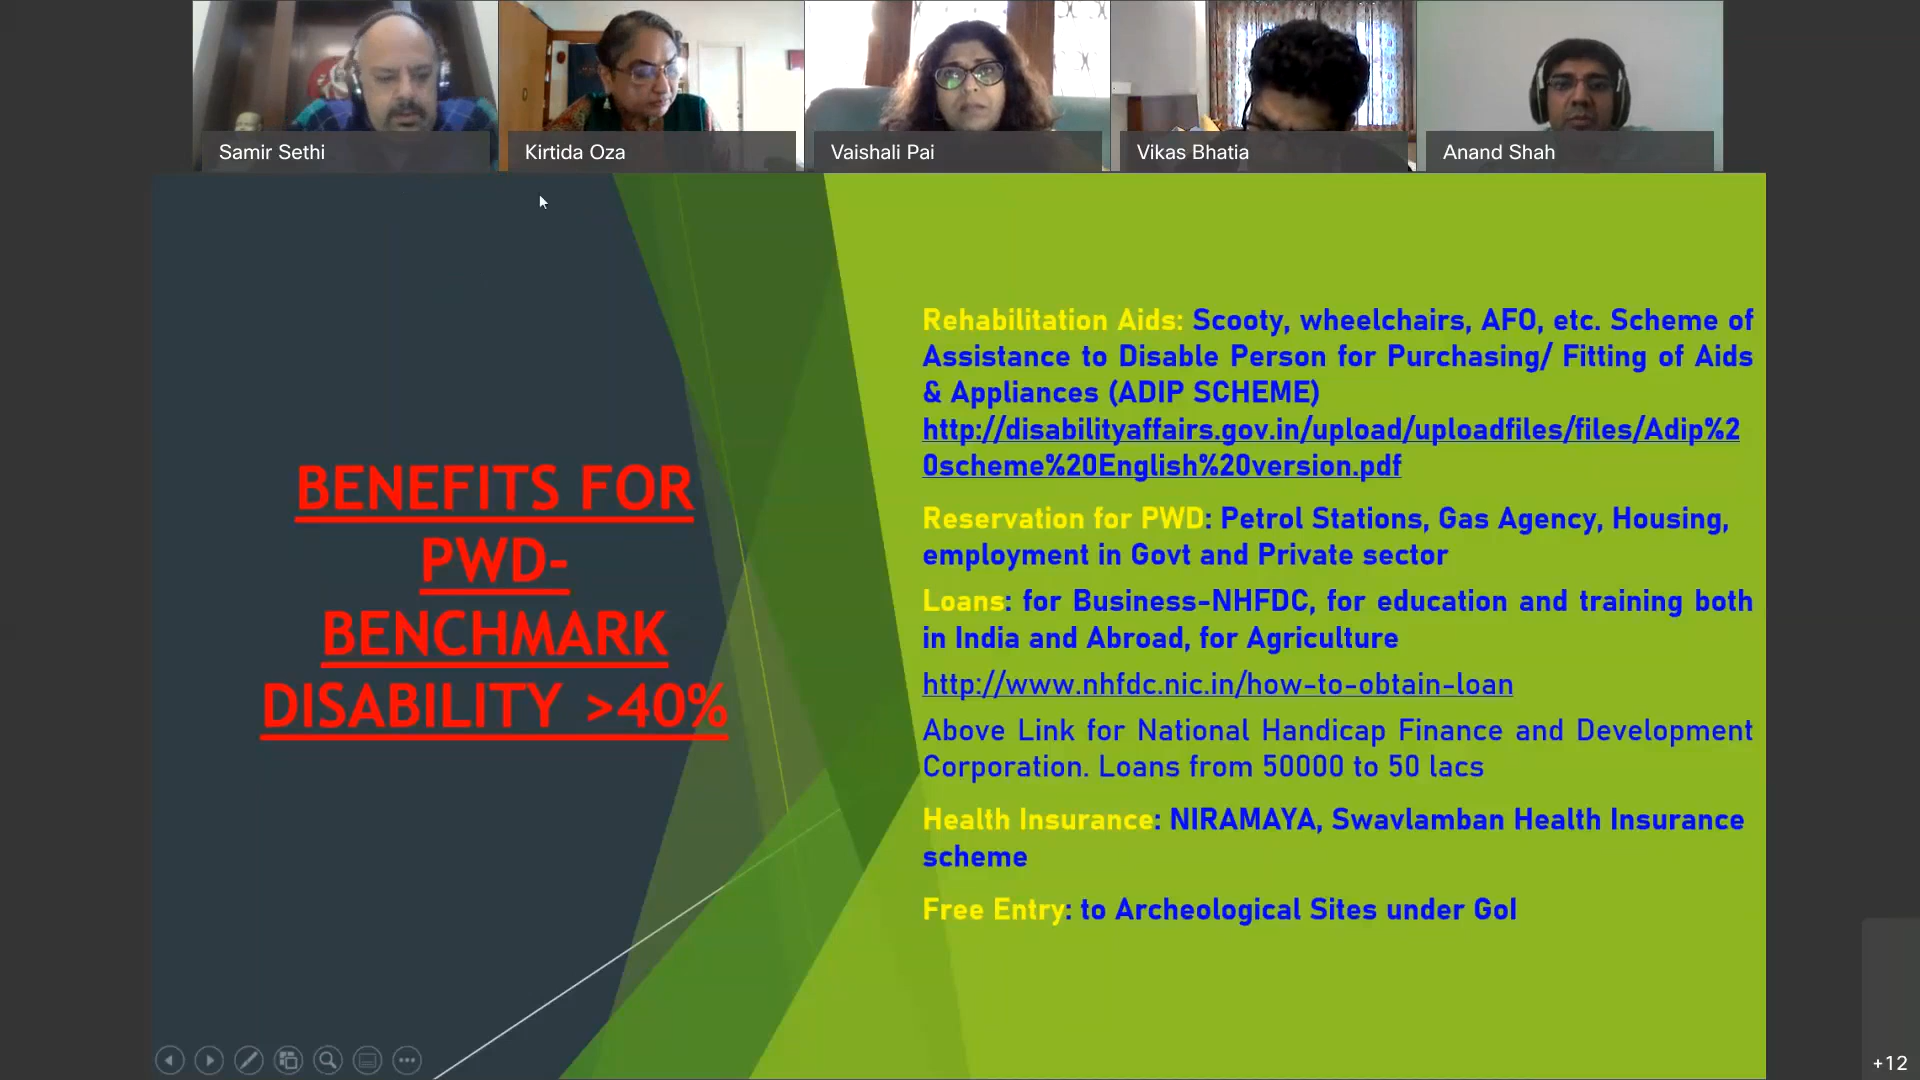 Samir Sethi
Kirtida Oza
Vaishali Pai
Vikas Bhatia
Anand Shah
BENEFITS FOR
PWD-
BENCHMARK
DISABILITY >40%
Rehabilitation Aids: Scooty, wheelchairs, AFO, etc. Scheme of
Assistance to Disable Person for Purchasing/ Fitting of Aids
& Appliances (ADIP SCHEME)
http://disabilityaffairs.gov.in/upload/uploadfiles/files/Adip%2
0scheme%20English%20version.pdf
Reservation for PWD: Petrol Stations, Gas Agency, Housing,
employment in Govt and Private sector
Loans: for Business-NHFDC, for education and training both
in India and Abroad, for Agriculture
http://www.nhfdc.nic.in/how-to-obtain-loan
Above Link for National Handicap Finance and Development
Corporation. Loans from 50000 to 50 lacs
Health Insurance: NIRAMAYA, Swavlamban Health Insurance
scheme
Free Entry: to Archeological Sites under GoI
+12